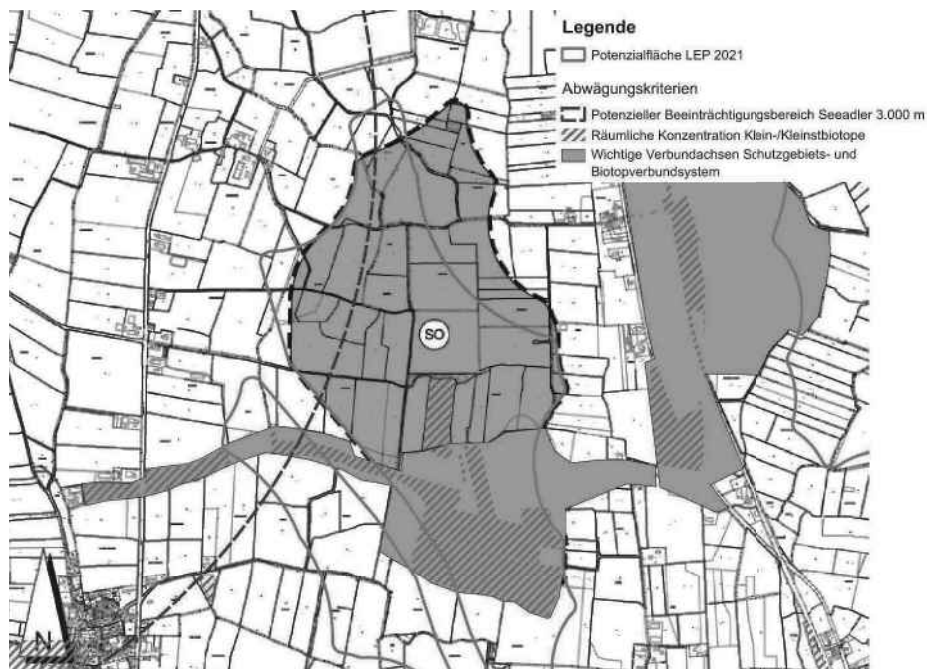 Legende
Potenzialfläche LEP 2021
Abwägungskriterien
Potenzieller Beeinträchtigungsbereich Seeadler 3.000 m
Räumliche Konzentration Klein-/Kleinstbiotope
Wichtige Verbundachsen Schutzgebiets- und
Biotopverbundsystem
SO
N